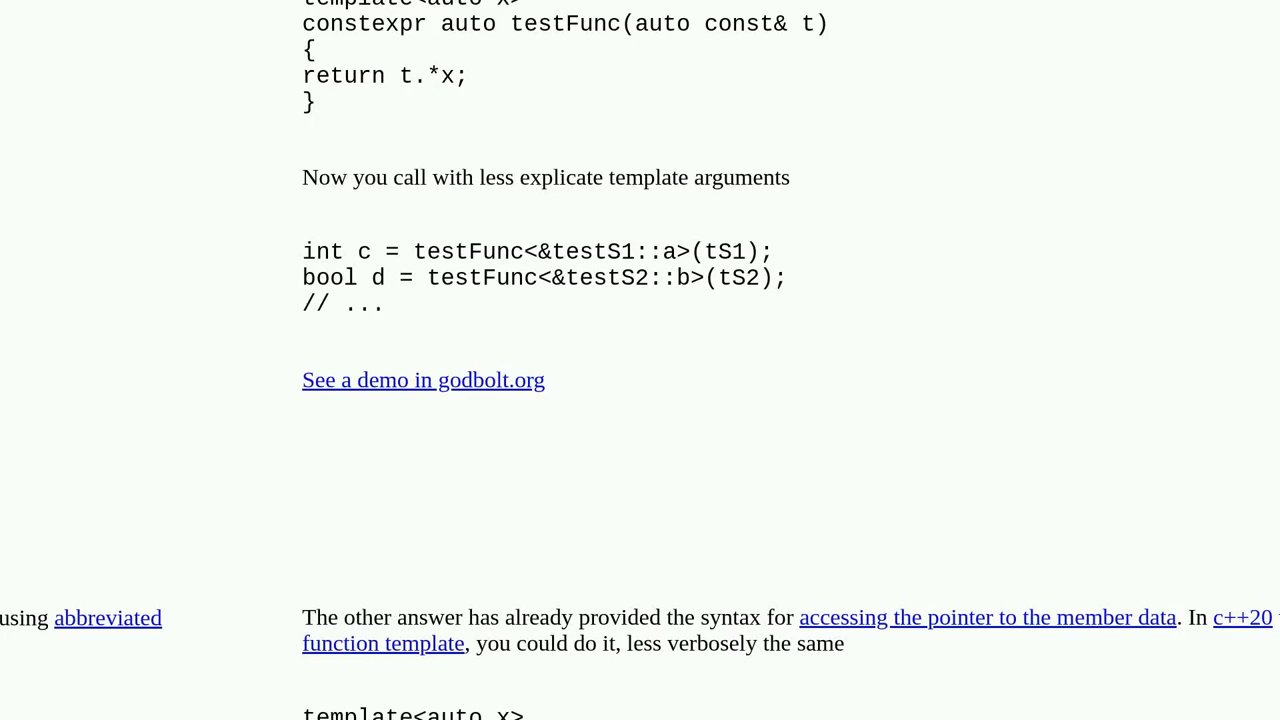 template<auto x>
constexpr auto testFunc(auto const& t)
{
return t.*x;
}
Now you call with less explicate template arguments
int c = testFunc<&testS1::a>(tS1);
bool d = testFunc<&testS2::b>(tS2);
// ...
See a demo in godbolt.org
using abbreviated
The other answer has already provided the syntax for accessing the pointer to the member data. In c++20
function template, you could do it, less verbosely the same
template<auto x>